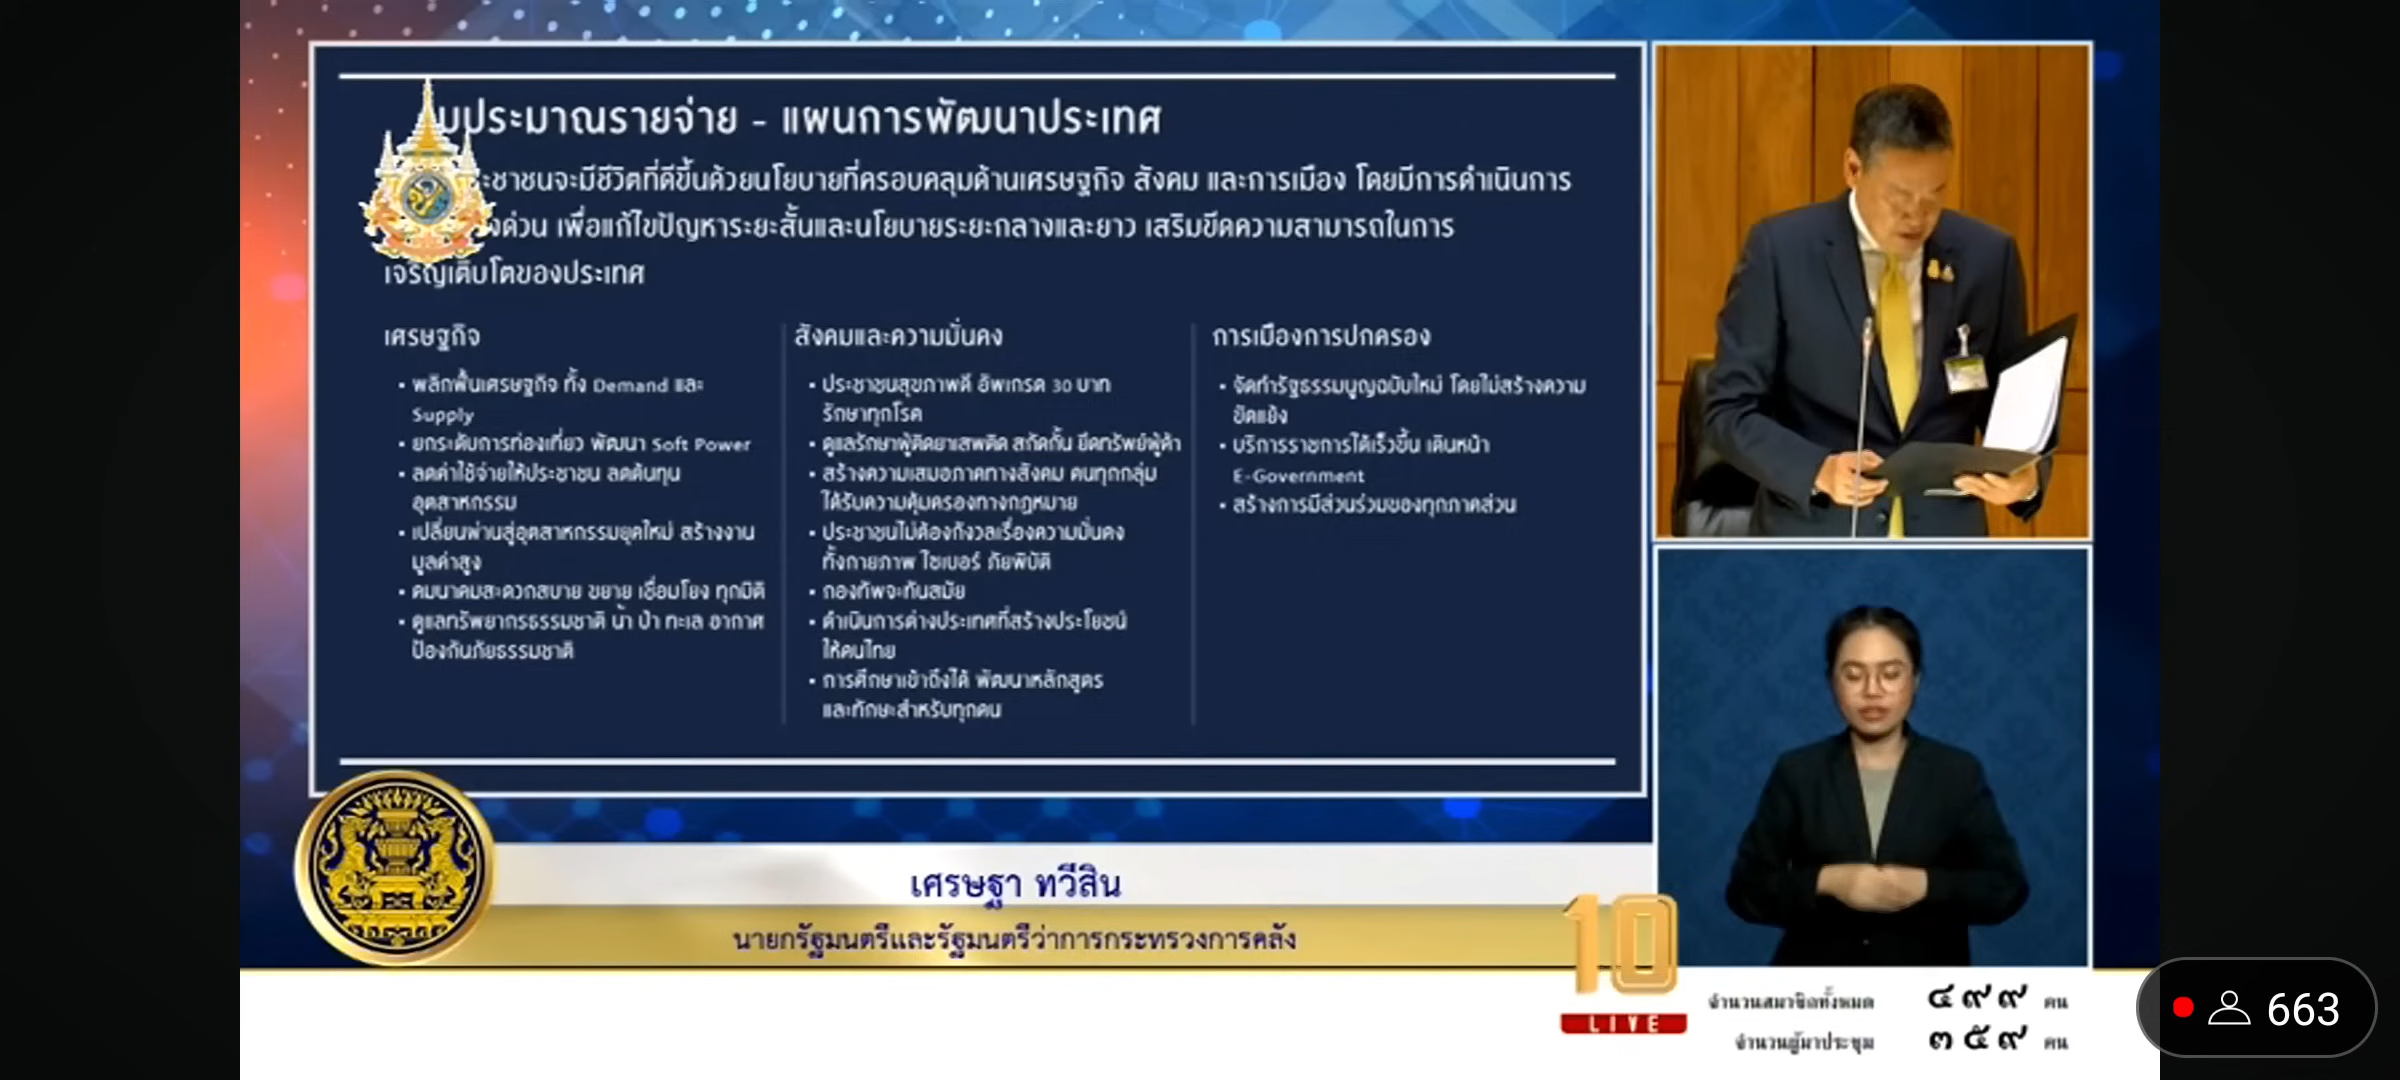 บประมาณรายจ่าย - แผนการพัฒนาประเทศ
ะชาชนจะมีชีวิตที่ดีขึ้นด้วยนโยบายที่ครอบคลุมด้านเศรษฐกิจ สังคม และการเมือง โดยมีการดำเนินการ
งด่วน เพื่อแก้ไขปัญหาระยะสั้นและนโยบายระยะกลางและยาว เสริมขีดความสามารถในการ
เจริญเติบโตของประเทศ
เศรษฐกิจ
• พลิกฟื้นเศรษฐกิจ ทั้ง Demand และ
Supply
• ยกระดับการท่องเที่ยว พัฒนา Soft Power
• ลดค่าใช้จ่ายให้ประชาชน ลดต้นทุน
อุตสาหกรรม
• เปลี่ยนผ่านสู่อุตสาหกรรมยุคใหม่ สร้างงาน
มูลค่าสูง
• คมนาคมสะดวกสบาย ขยาย เชื่อมโยง ทุกมิติ
• ดูแลทรัพยากรธรรมชาติ น้ำ ป่า ทะเล อากาศ
ป้องกันภัยธรรมชาติ
สังคมและความมั่นคง
• ประชาชนสุขภาพดี อัพเกรด 30 บาท
รักษาทุกโรค
• ดูแลรักษาผู้ติดยาเสพติด สกัดกั้น ยึดทรัพย์ผู้ค้า
• สร้างความเสมอภาคทางสังคม คนทุกกลุ่ม
ได้รับความคุ้มครองทางกฎหมาย
• ประชาชนไม่ต้องกังวลเรื่องความมั่นคง
ทั้งกายภาพ ไซเบอร์ ภัยพิบัติ
• กองทัพจะทันสมัย
• ดำเนินการต่างประเทศที่สร้างประโยชน์
ให้คนไทย
• การศึกษาเข้าถึงได้ พัฒนาหลักสูตร
และทักษะสำหรับทุกคน
การเมืองการปกครอง
• จัดทำรัฐธรรมนูญฉบับใหม่ โดยไม่สร้างความ
ขัดแย้ง
• บริการราชการได้เร็วขึ้น เดินหน้า
E-Government
• สร้างการมีส่วนร่วมของทุกภาคส่วน
เศรษฐา ทวีสิน
นายกรัฐมนตรีและรัฐมนตรีว่าการกระทรวงการคลัง
10
LIVE
จำนวนสมาชิกทั้งหมด ๔๙๙ คน
จำนวนผู้มาประชุม ๓๕๙ คน
663